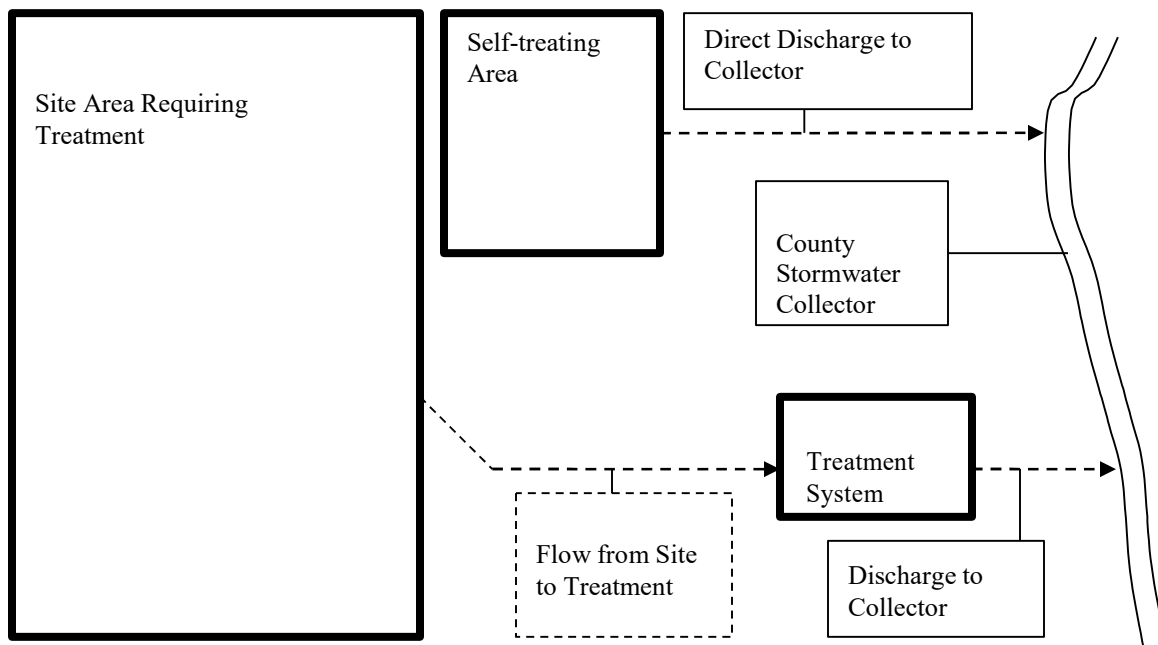 Site Area Requiring
Treatment
Self-treating
Area
Direct Discharge to
Collector
County
Stormwater
Collector
Treatment
System
Flow from Site
to Treatment
Discharge to
Collector